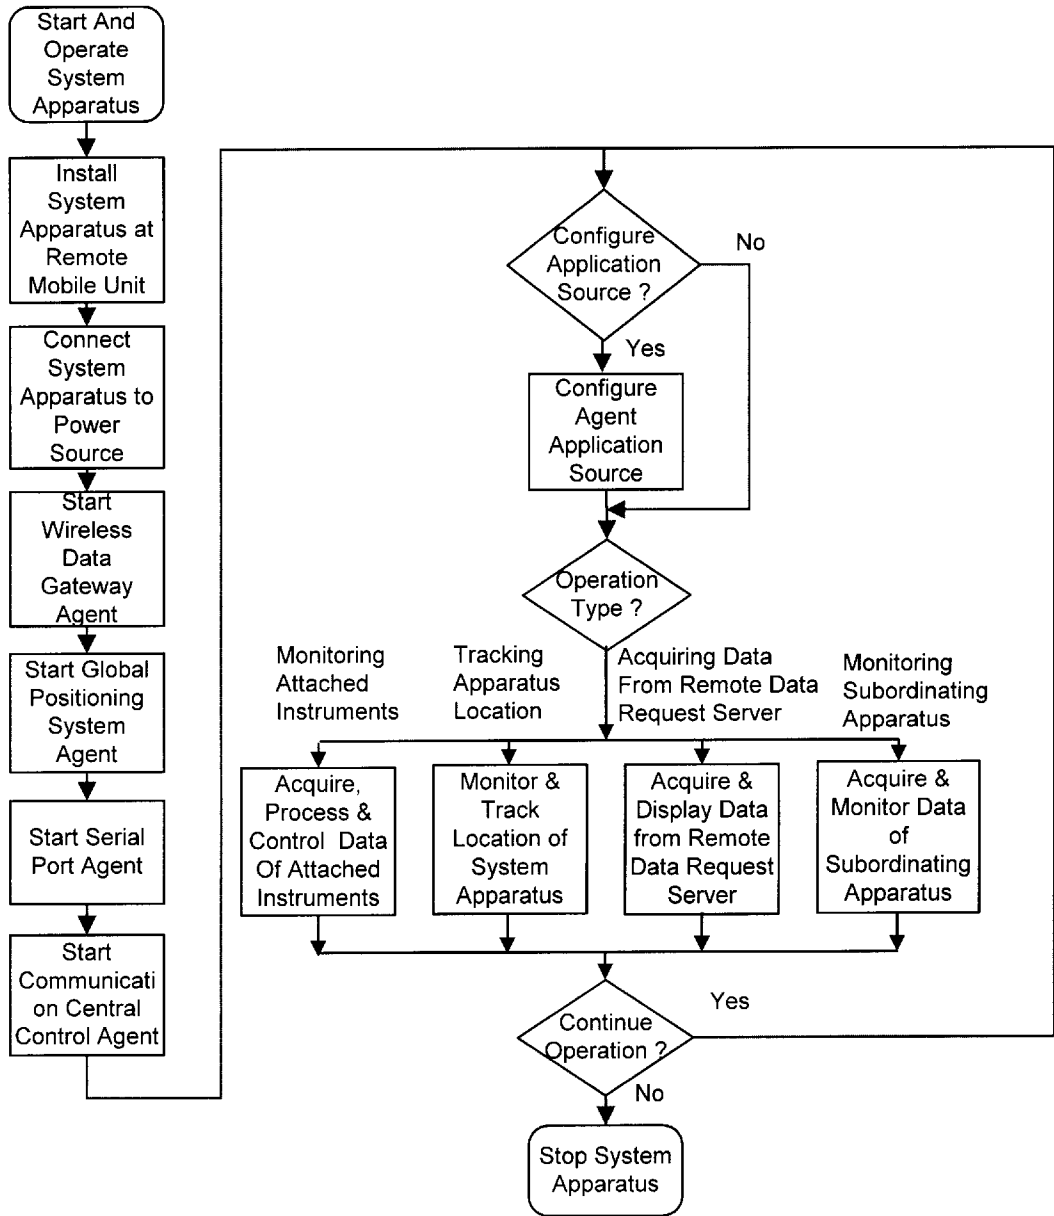 Start And
Operate
System
Apparatus
Install
System
Apparatus at
Remote
Mobile Unit
Connect
System
Apparatus to
Power
Source
Start
Wireless
Data
Gateway
Agent
Start Global
Positioning
System
Agent
Start Serial
Port Agent
Start
Communicati
on Central
Control Agent
Configure
Application
Source ?
No
Yes
Configure
Agent
Application
Source
Operation
Type ?
Monitoring
Attached
Instruments
Tracking
Apparatus
Location
Acquiring Data
From Remote Data
Request Server
Monitoring
Subordinating
Apparatus
Acquire,
Process &
Control Data
Of Attached
Instruments
Monitor &
Track
Location of
System
Apparatus
Acquire &
Display Data
from Remote
Data Request
Server
Acquire &
Monitor Data
of
Subordinating
Apparatus
Continue
Operation ?
Yes
No
Stop System
Apparatus